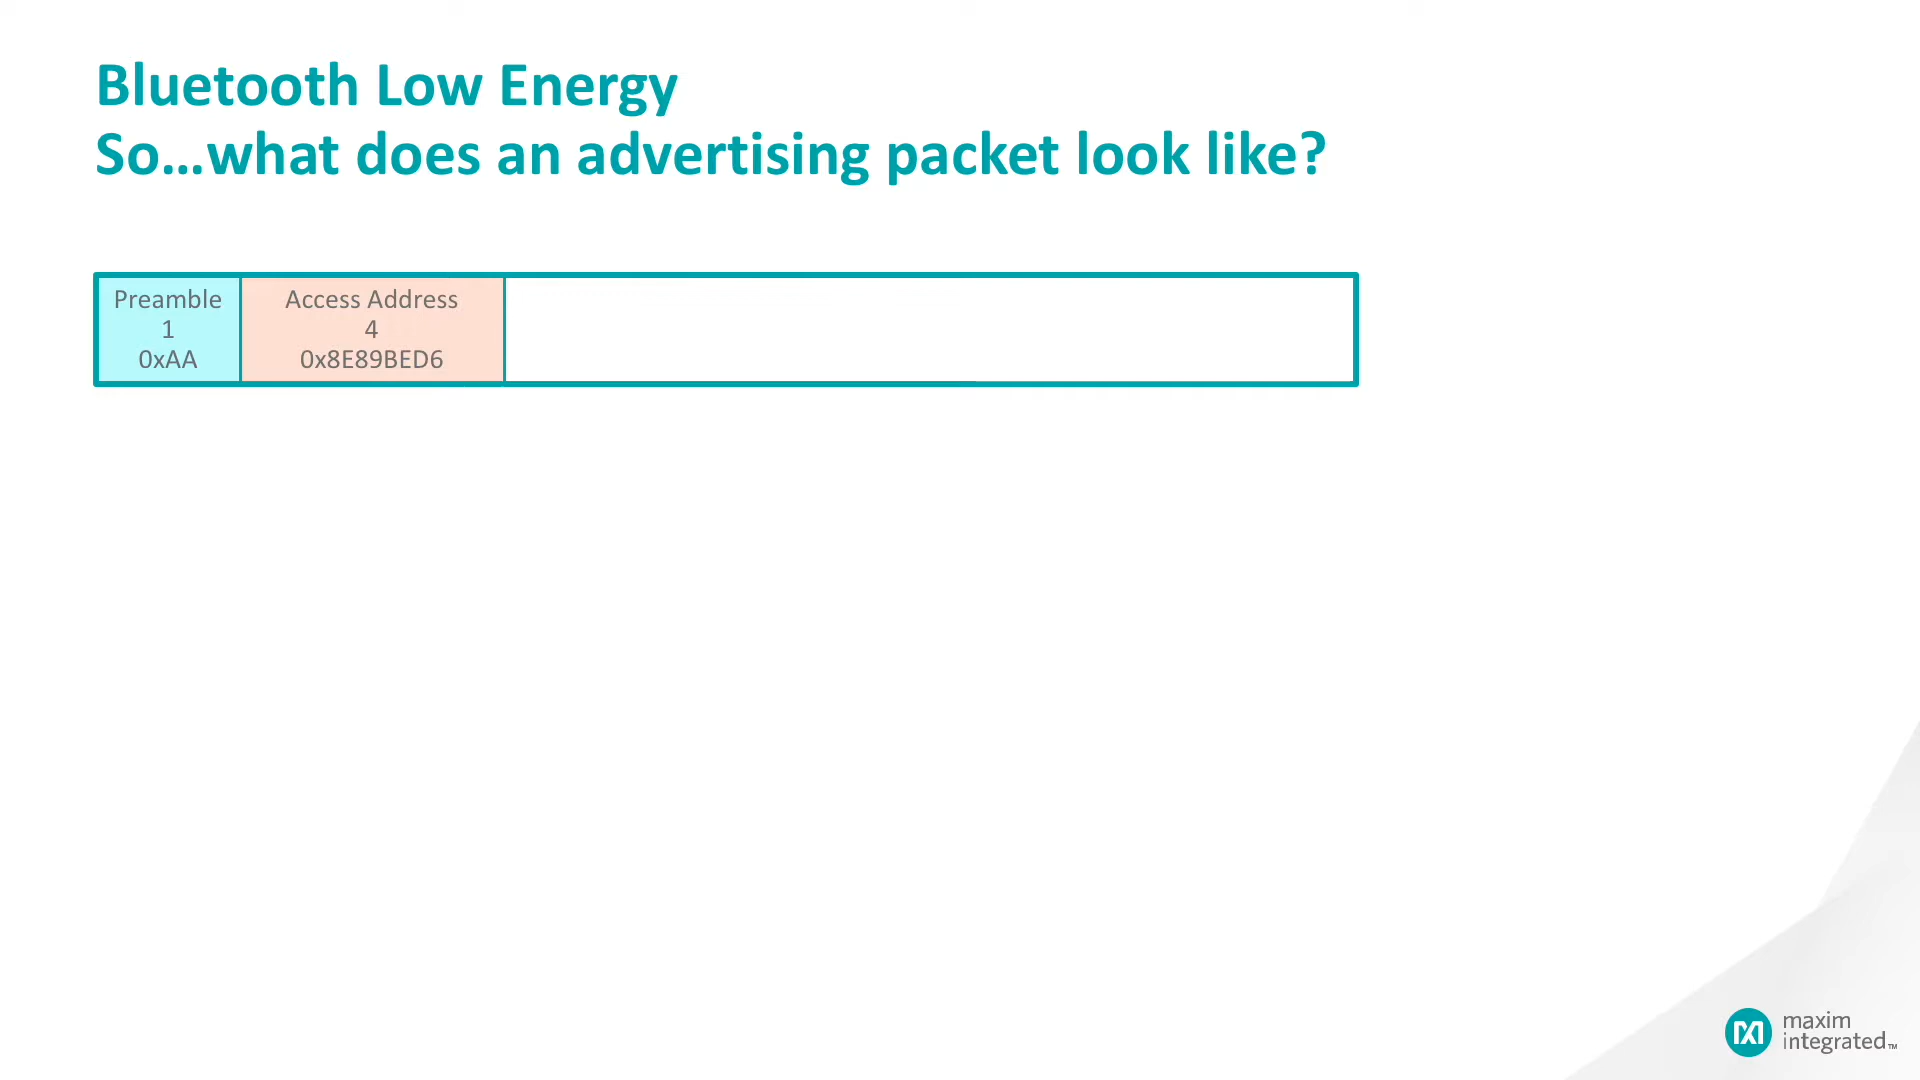 Bluetooth Low Energy
So...what does an advertising packet look like?
Preamble
1
0xAA
Access Address
4
0x8E89BED6
maxim
integrated™